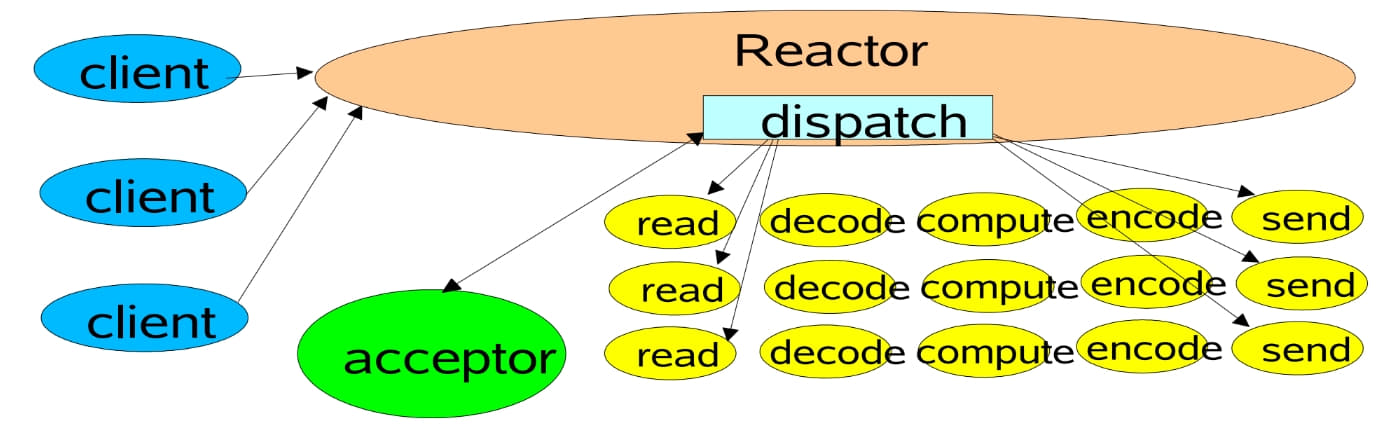 client
Reactor
dispatch
client
client
acceptor
read decode compute encode send
read decode compute encode send
read decode compute encode send